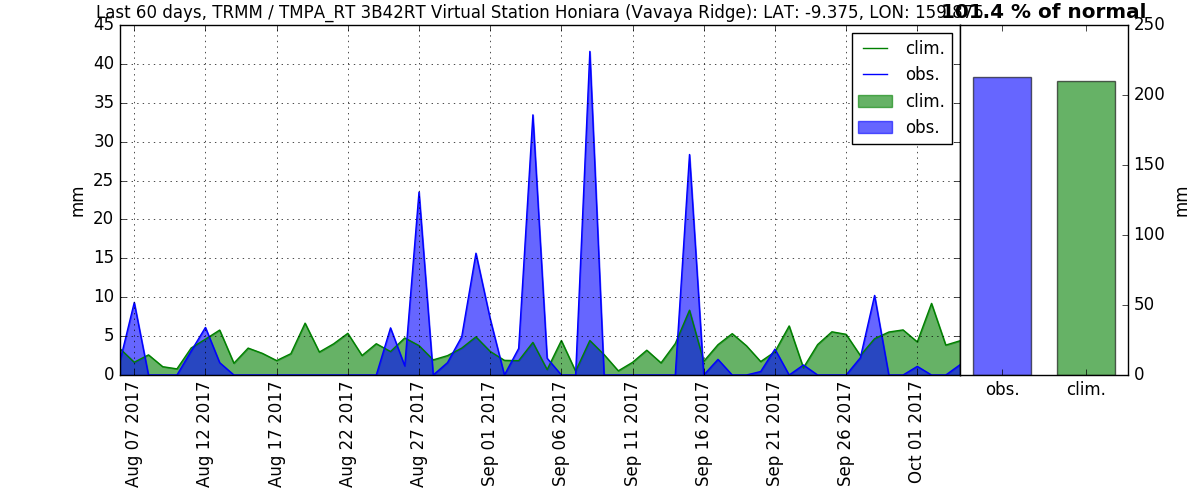 Last 60 days, TRMM / TMPA_RT 3B42RT Virtual Station Honiara (Vavaya Ridge): LAT: -9.375, LON:
101.4 % of normal
45
40
35
30
25
20
15
10
5
0
mm
clim.
obs.
clim.
obs.
250
200
150
100
50
0
mm
obs.
clim.
Aug 07 2017
Aug 12 2017
Aug 17 2017
Aug 22 2017
Aug 27 2017
Sep 01 2017
Sep 06 2017
Sep 11 2017
Sep 16 2017
Sep 21 2017
Sep 26 2017
Oct 01 2017